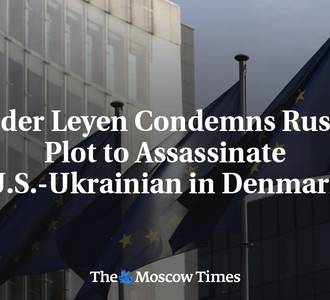 der Leyen Condemns Rus
Plot to Assassinate
U.S.-Ukrainian in Denmar
The Moscow Times